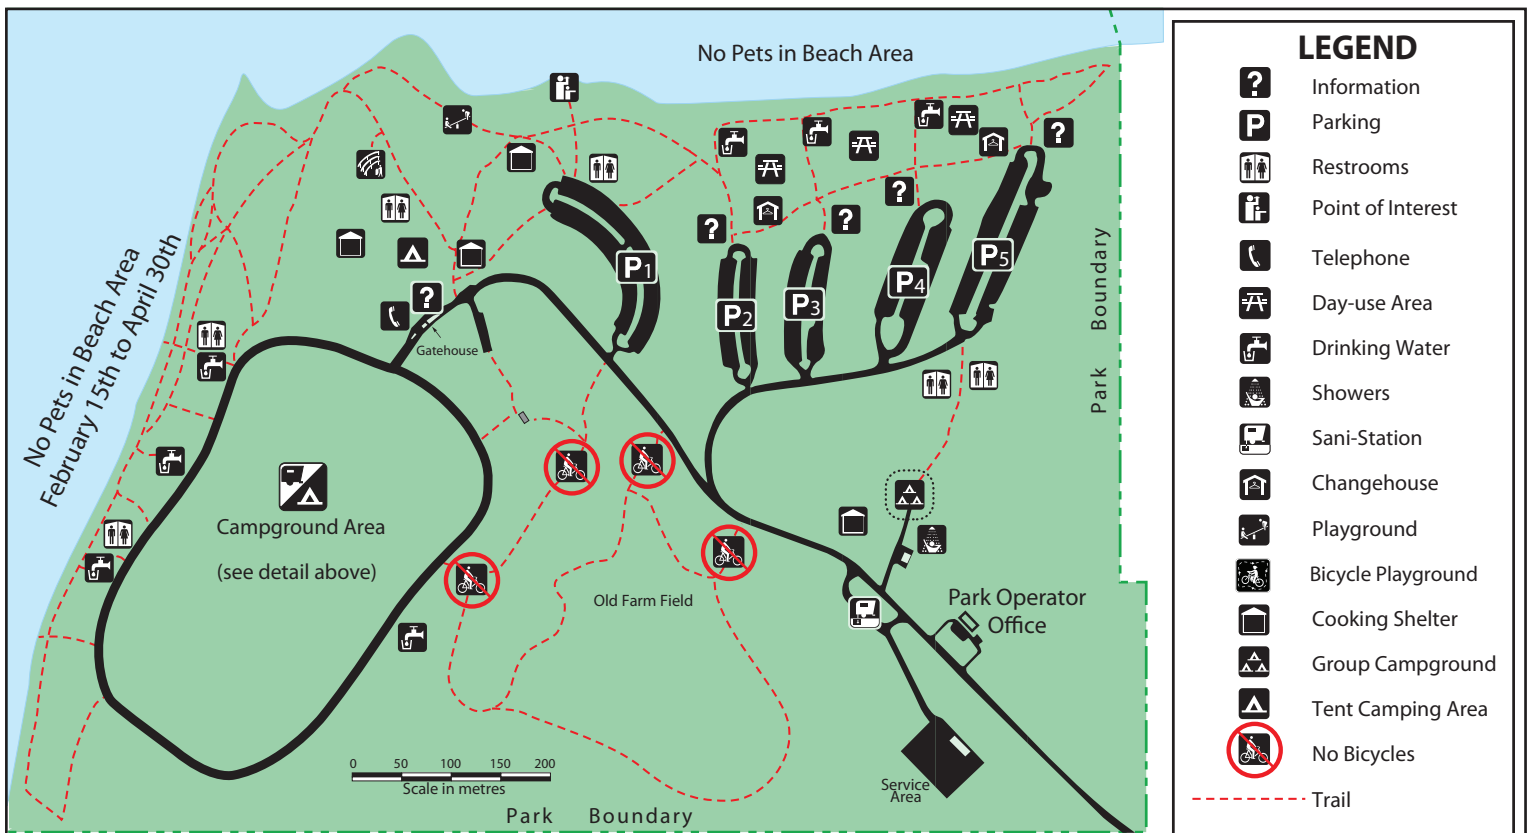 No Pets in Beach Area
No Pets in Beach Area
February 15th to April 30th
?
?
?
?
?
P1
P2
P3
P4
P5
Gatehouse
Park Boundary
Campground Area
(see detail above)
Old Farm Field
Park Operator
Office
Service
Area
0 50 100 150 200
Scale in metres
Park Boundary
LEGEND
? Information
P Parking
Restrooms
Point of Interest
Telephone
Day-use Area
Drinking Water
Showers
Sani-Station
Changehouse
Playground
Bicycle Playground
Cooking Shelter
Group Campground
Tent Camping Area
No Bicycles
Trail